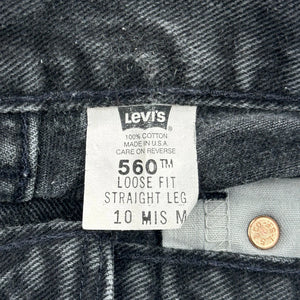 LEVI'S®
100% COTTON
MADE IN U.S.A.
CARE ON REVERSE
560™
LOOSE FIT
STRAIGHT LEG
10 MIS M